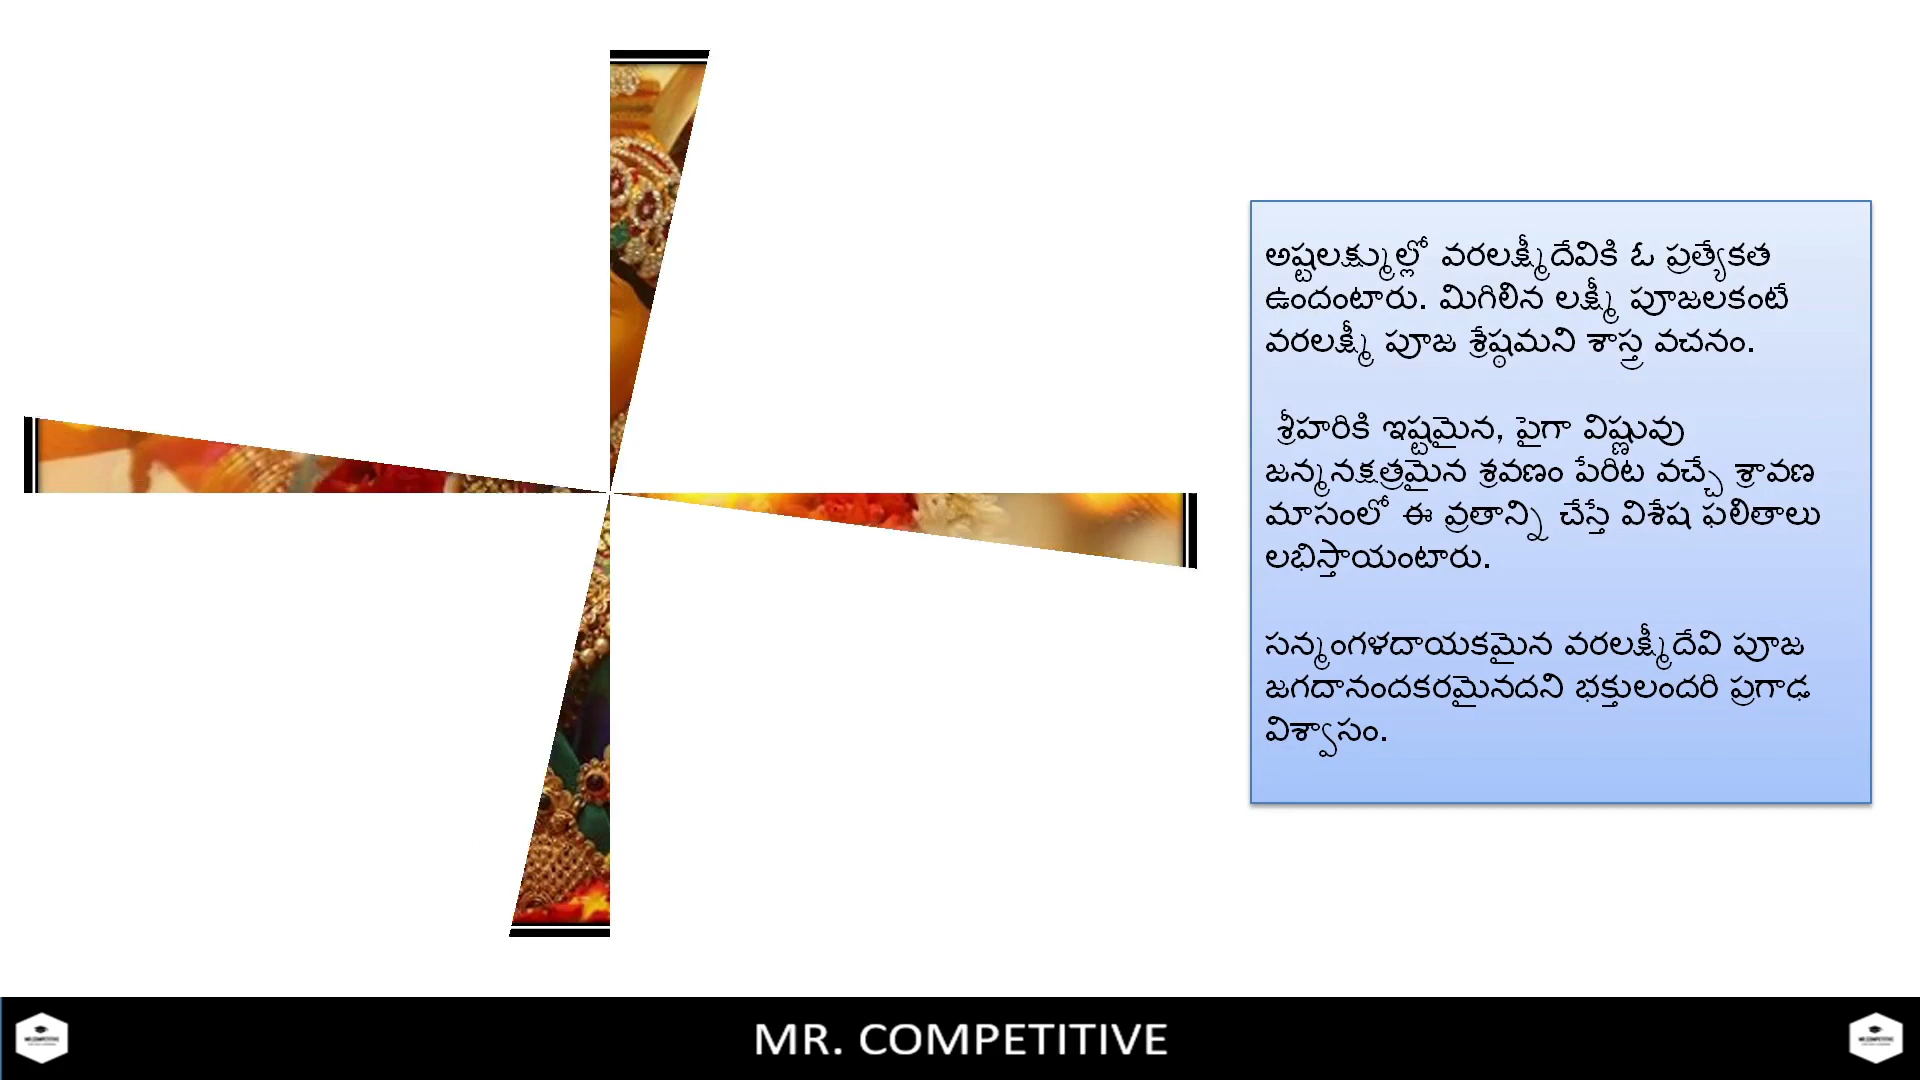 అష్టలక్ష్ముల్లో వరలక్ష్మీదేవికి ఓ ప్రత్యేకత
ఉందంటారు. మిగిలిన లక్ష్మీ పూజలకంటే
వరలక్ష్మీ పూజ శ్రేష్ఠమని శాస్త్ర వచనం.
శ్రీహరికి ఇష్టమైన, పైగా విష్ణువు
జన్మనక్షత్రమైన శ్రవణం పేరిట వచ్చే శ్రావణ
మాసంలో ఈ వ్రతాన్ని చేస్తే విశేష ఫలితాలు
లభిస్తాయంటారు.
సన్మంగళదాయకమైన వరలక్ష్మీదేవి పూజ
జగదానందకరమైనదని భక్తులందరి ప్రగాఢ
విశ్వాసం.
MR. COMPETITIVE